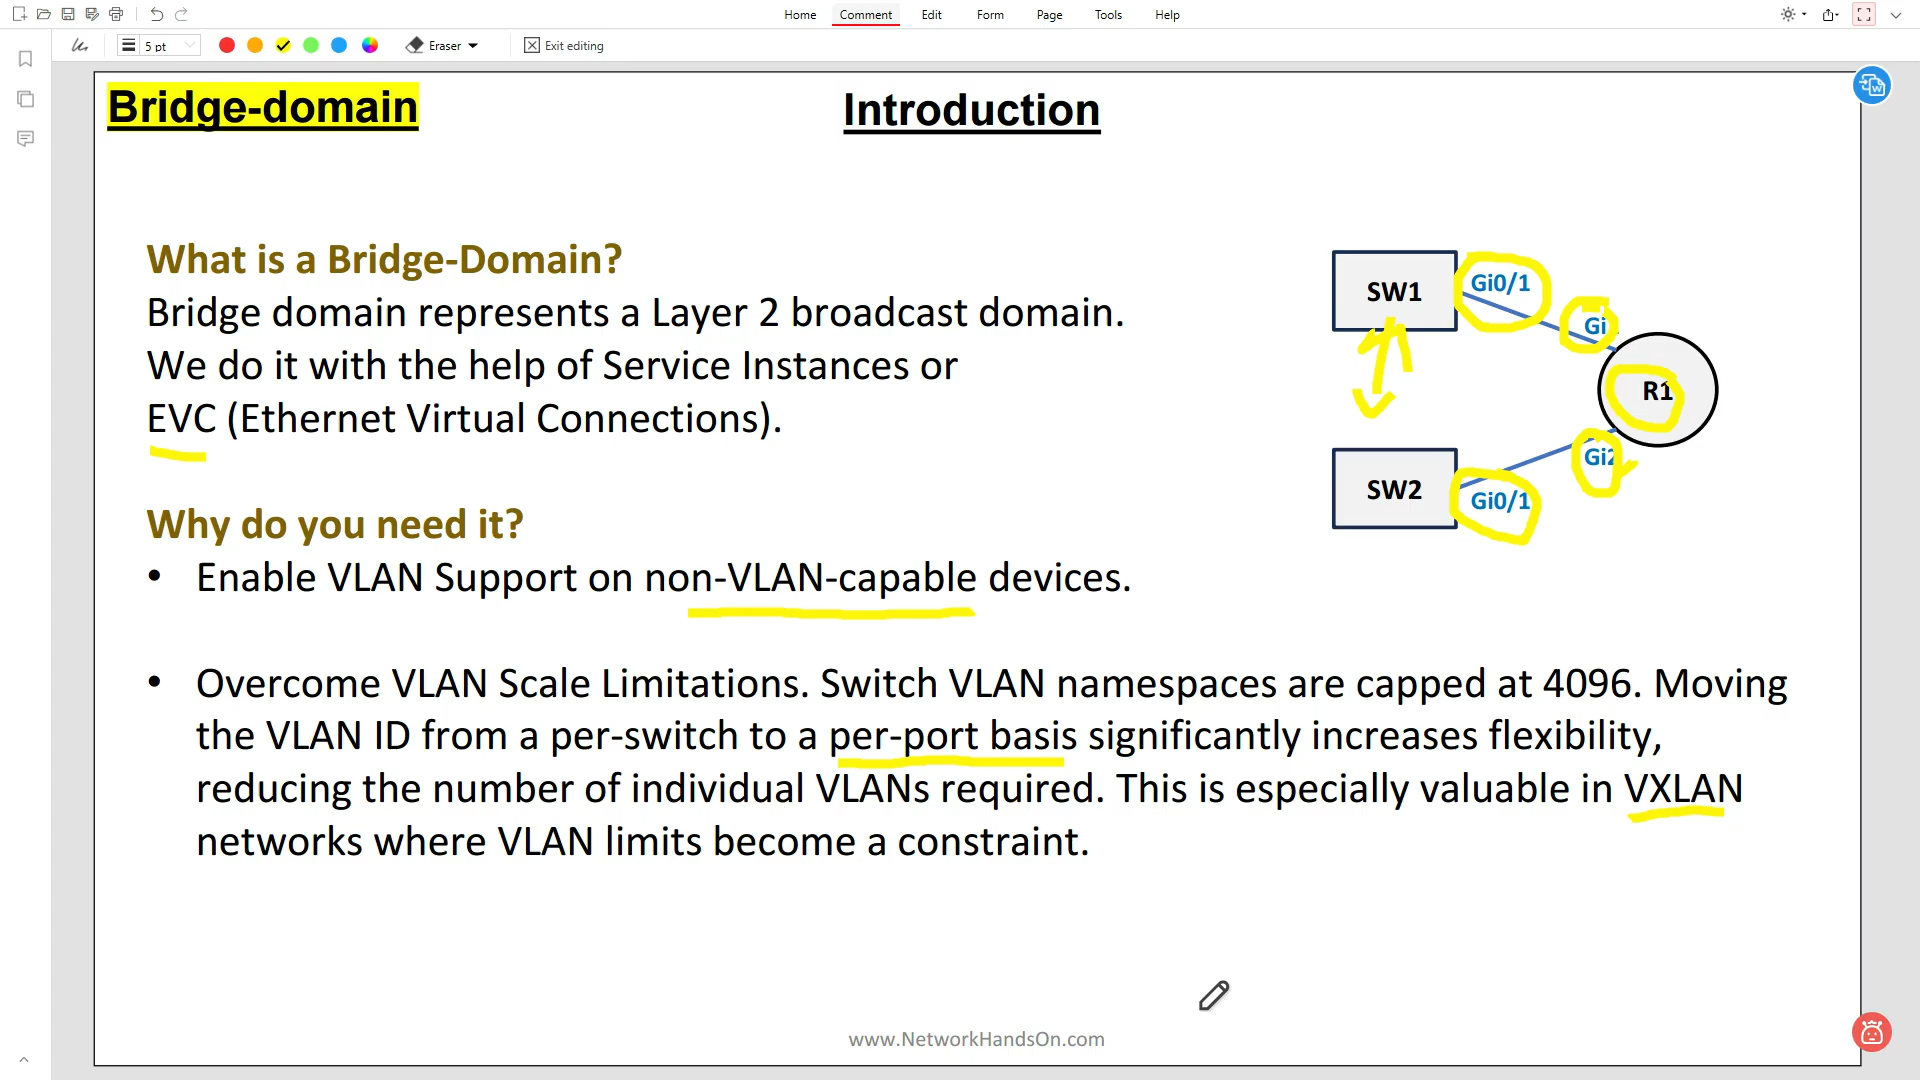 Home Comment Edit Form Page Tools Help
5 pt Eraser Exit editing
Bridge-domain
Introduction
What is a Bridge-Domain?
Bridge domain represents a Layer 2 broadcast domain.
We do it with the help of Service Instances or
EVC (Ethernet Virtual Connections).
SW1
Gi0/1
R1
Gi2
SW2
Gi0/1
Why do you need it?
• Enable VLAN Support on non-VLAN-capable devices.
• Overcome VLAN Scale Limitations. Switch VLAN namespaces are capped at 4096. Moving
the VLAN ID from a per-switch to a per-port basis significantly increases flexibility,
reducing the number of individual VLANs required. This is especially valuable in VXLAN
networks where VLAN limits become a constraint.
www.NetworkHandsOn.com